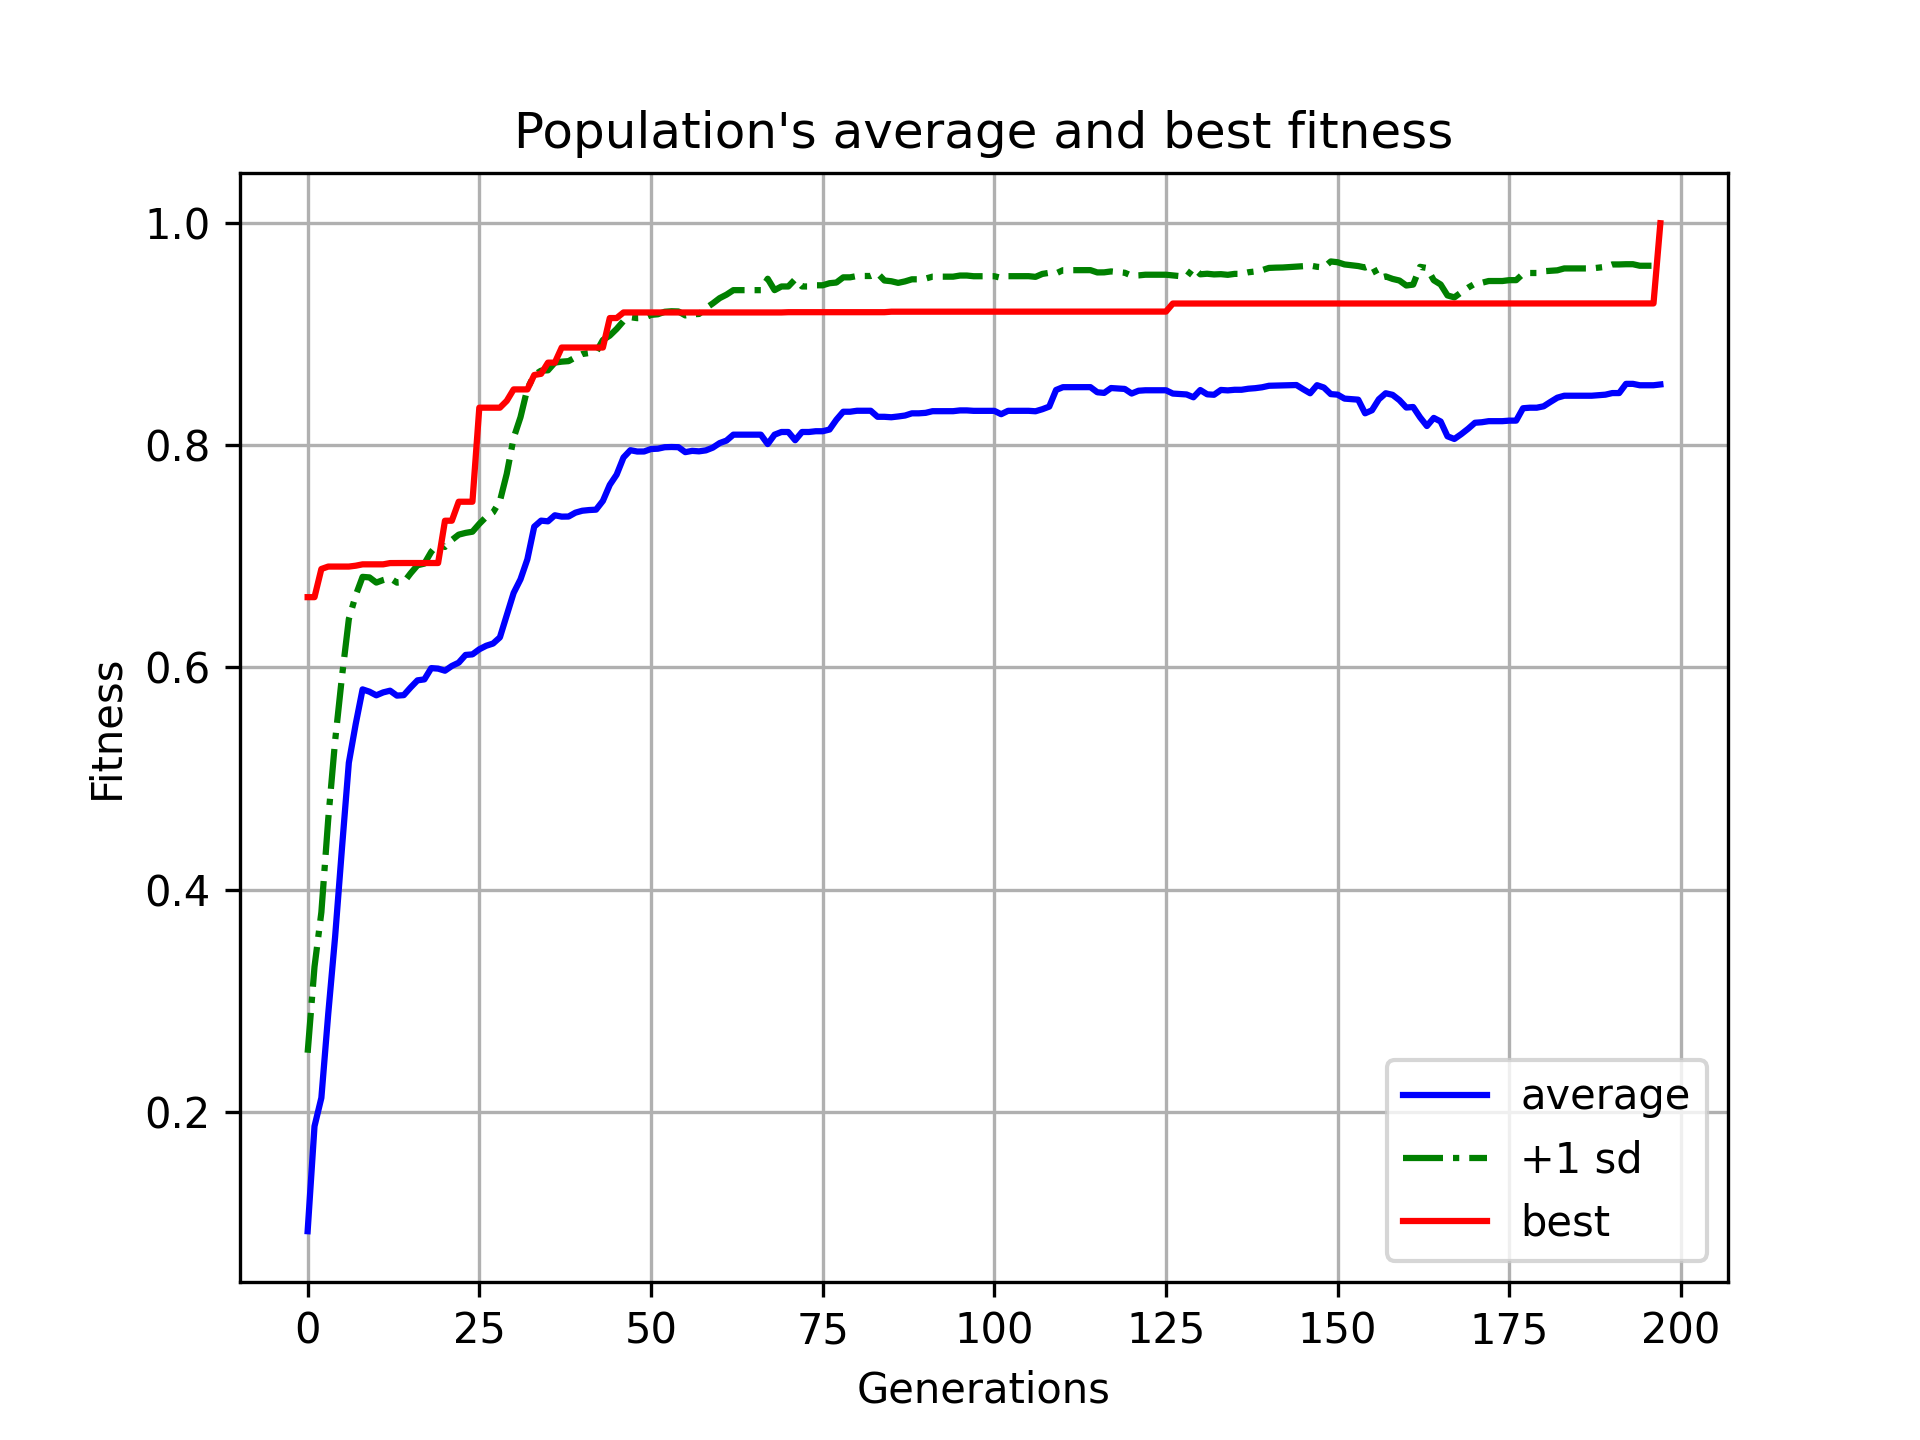 Population's average and best fitness
1.0
0.8
0.6
0.4
0.2
Fitness
0 25 50 75 100 125 150 175 200
Generations
average
+1 sd
best